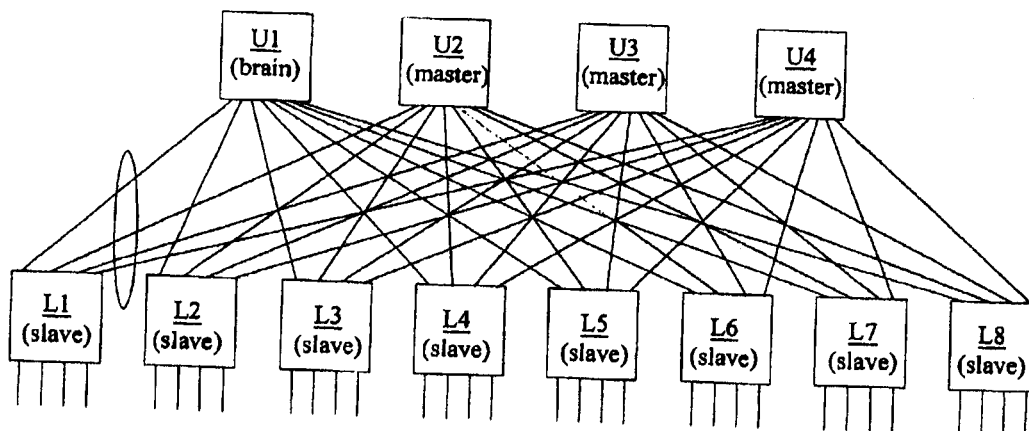 U1
(brain)
U2
(master)
U3
(master)
U4
(master)
L1
(slave)
L2
(slave)
L3
(slave)
L4
(slave)
L5
(slave)
L6
(slave)
L7
(slave)
L8
(slave)